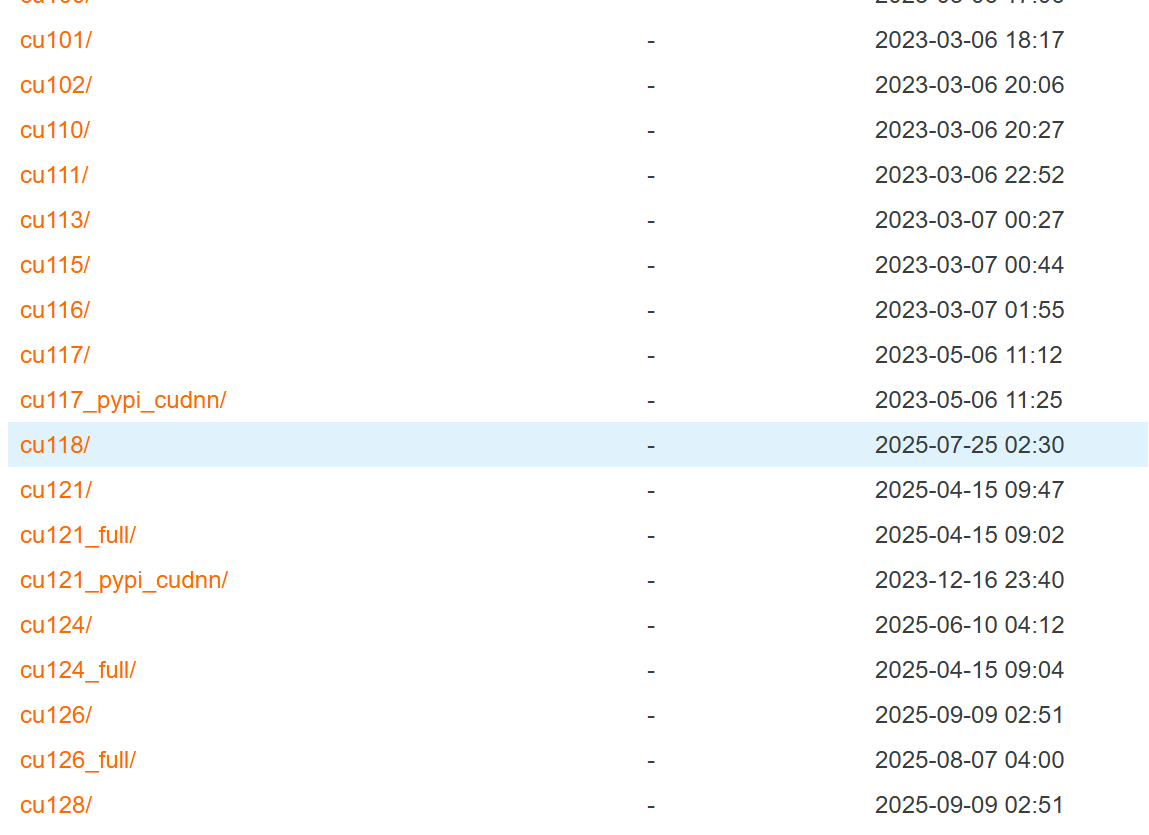 cu101/ - 2023-03-06 18:17
cu102/ - 2023-03-06 20:06
cu110/ - 2023-03-06 20:27
cu111/ - 2023-03-06 22:52
cu113/ - 2023-03-07 00:27
cu115/ - 2023-03-07 00:44
cu116/ - 2023-03-07 01:55
cu117/ - 2023-05-06 11:12
cu117_pypi_cudnn/ - 2023-05-06 11:25
cu118/ - 2025-07-25 02:30
cu121/ - 2025-04-15 09:47
cu121_full/ - 2025-04-15 09:02
cu121_pypi_cudnn/ - 2023-12-16 23:40
cu124/ - 2025-06-10 04:12
cu124_full/ - 2025-04-15 09:04
cu126/ - 2025-09-09 02:51
cu126_full/ - 2025-08-07 04:00
cu128/ - 2025-09-09 02:51